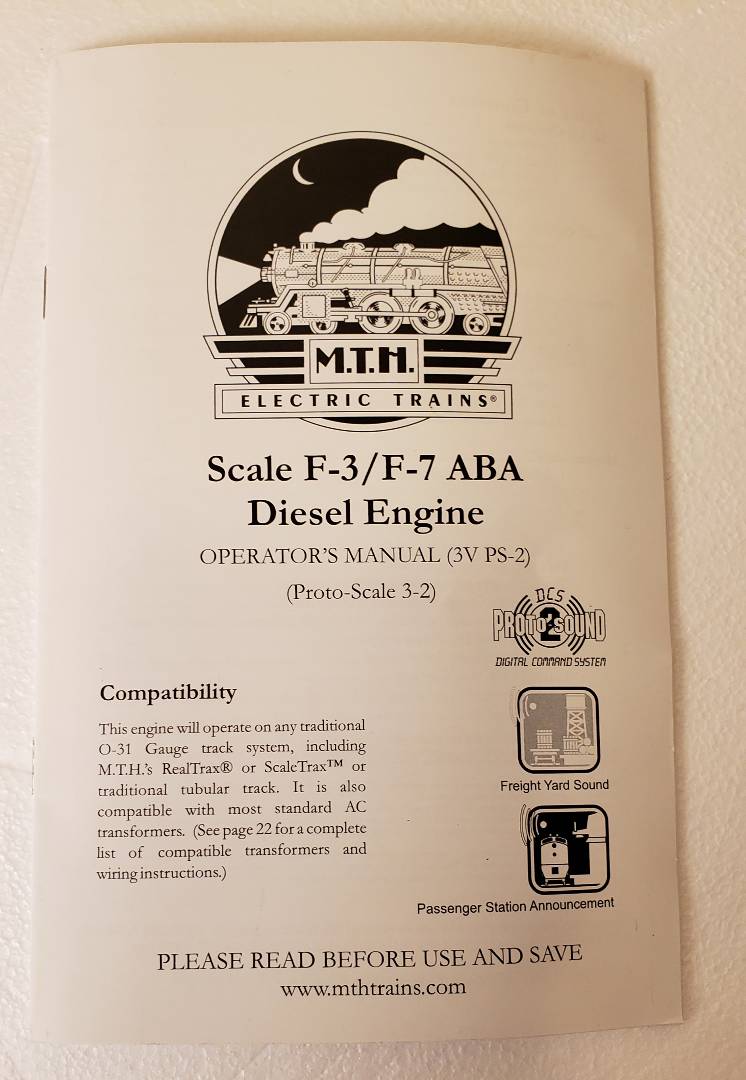 M.T.H.
ELECTRIC TRAINS®
Scale F-3/F-7 ABA
Diesel Engine
OPERATOR'S MANUAL (3V PS-2)
(Proto-Scale 3-2)
DCS
PROTO-SOUND
2
DIGITAL COMMAND SYSTEM
Compatibility
This engine will operate on any traditional
O-31 Gauge track system, including
M.T.H.'s RealTrax® or ScaleTrax™ or
traditional tubular track. It is also
compatible with most standard AC
transformers. (See page 22 for a complete
list of compatible transformers and
wiring instructions.)
Freight Yard Sound
Passenger Station Announcement
PLEASE READ BEFORE USE AND SAVE
www.mthtrains.com